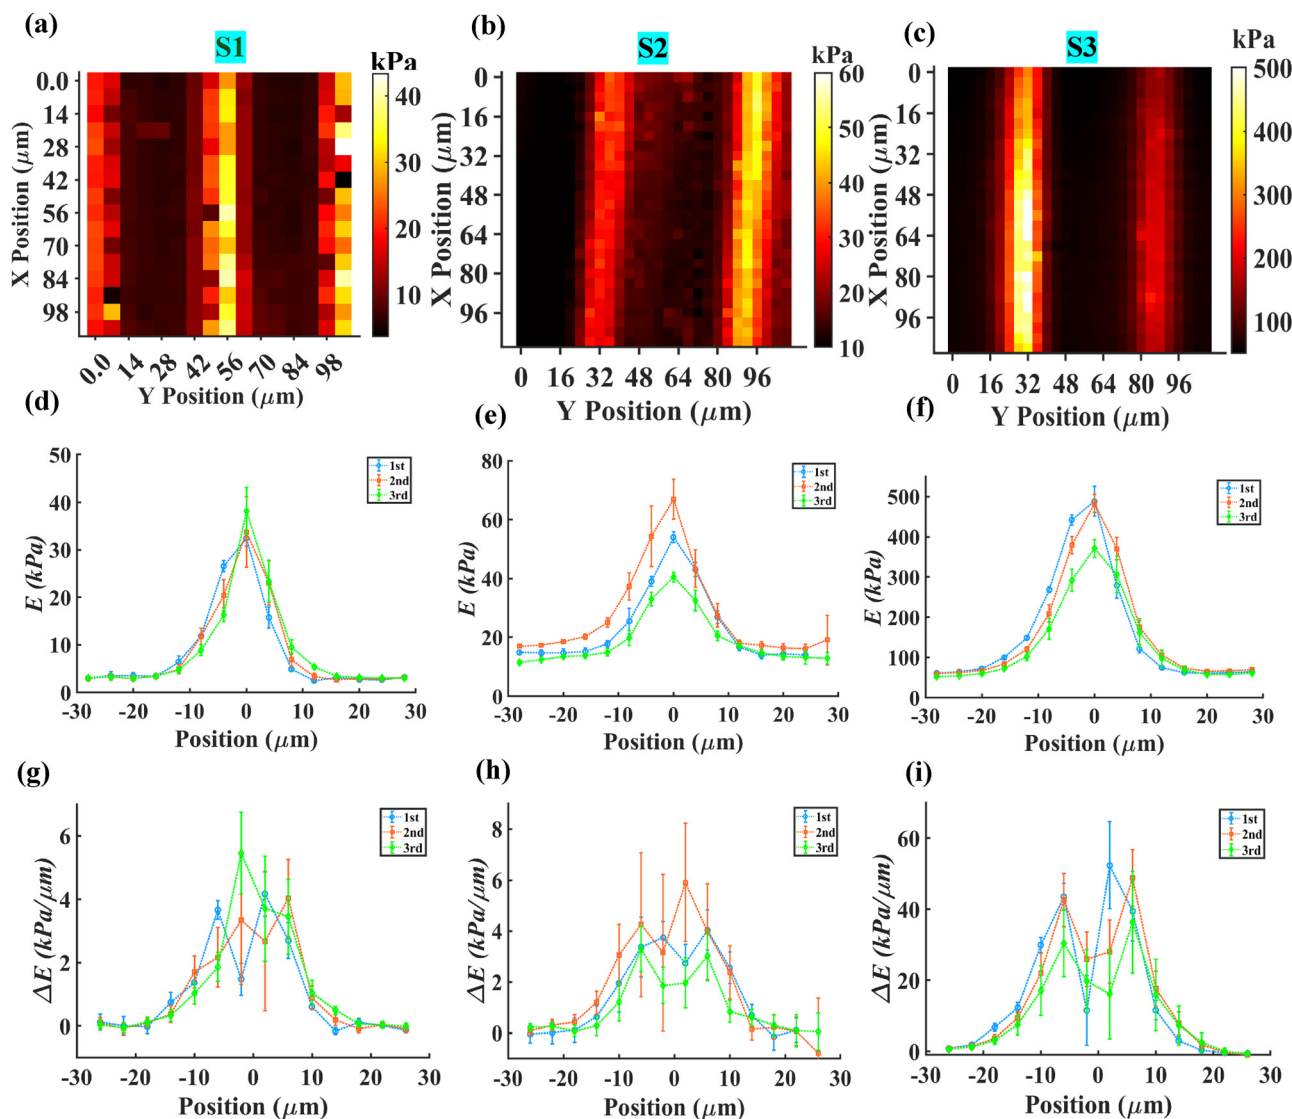 (a)
S1
kPa
0.0
14
28
42
56
70
84
98
X Position (μm)
0.0 14 28 42 56 70 84 98
Y Position (μm)
40
30
20
10
(b)
S2
kPa
0
16
32
48
64
80
96
X Position (μm)
0 16 32 48 64 80 96
Y Position (μm)
60
50
40
30
20
10
(c)
S3
kPa
0
16
32
48
64
80
96
X Position (μm)
0 16 32 48 64 80 96
Y Position (μm)
500
400
300
200
100
(d)
50
40
30
20
10
0
E (kPa)
1st
2nd
3rd
-30 -20 -10 0 10 20 30
Position (μm)
(e)
80
60
40
20
0
E (kPa)
1st
2nd
3rd
-30 -20 -10 0 10 20 30
Position (μm)
(f)
500
400
300
200
100
0
E (kPa)
1st
2nd
3rd
-30 -20 -10 0 10 20 30
Position (μm)
(g)
6
4
2
0
ΔE (kPa/μm)
1st
2nd
3rd
-30 -20 -10 0 10 20 30
Position (μm)
(h)
8
6
4
2
0
ΔE (kPa/μm)
1st
2nd
3rd
-30 -20 -10 0 10 20 30
Position (μm)
(i)
60
40
20
0
ΔE (kPa/μm)
1st
2nd
3rd
-30 -20 -10 0 10 20 30
Position (μm)